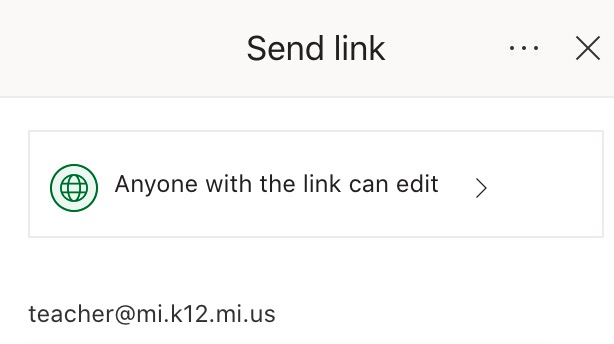 Send link
Anyone with the link can edit
teacher@mi.k12.mi.us